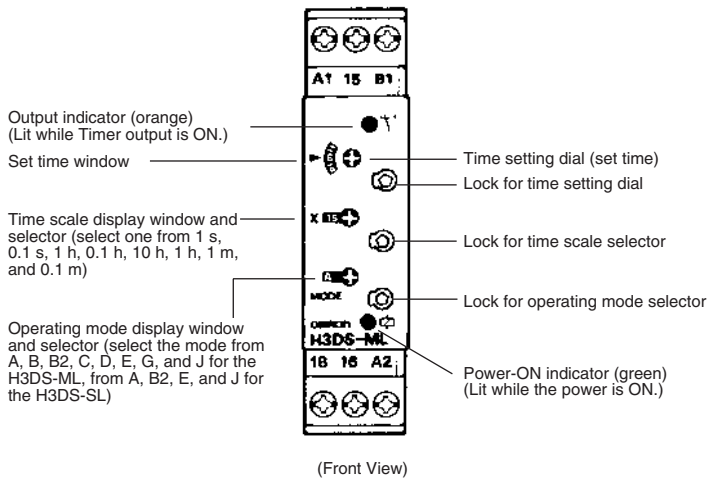 A1 15 B1
Output indicator (orange)
(Lit while Timer output is ON.)
Set time window
Time setting dial (set time)
Lock for time setting dial
Time scale display window and
selector (select one from 1 s,
0.1 s, 1 h, 0.1 h, 10 h, 1 h, 1 m,
and 0.1 m)
X
Lock for time scale selector
A
MODE
Lock for operating mode selector
Operating mode display window
and selector (select the mode from
A, B, B2, C, D, E, G, and J for the
H3DS-ML, from A, B2, E, and J for
the H3DS-SL)
OMRON
H3DS-ML
18 16 A2
Power-ON indicator (green)
(Lit while the power is ON.)
(Front View)